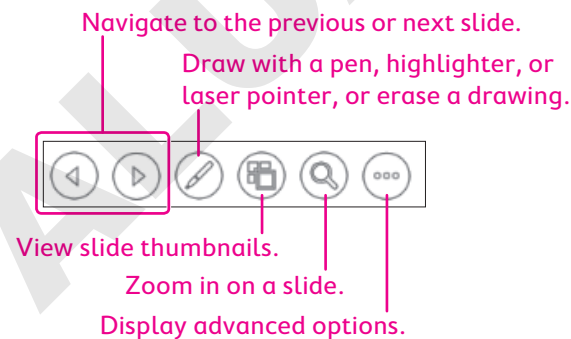 Navigate to the previous or next slide.
Draw with a pen, highlighter, or
laser pointer, or erase a drawing.
View slide thumbnails.
Zoom in on a slide.
Display advanced options.